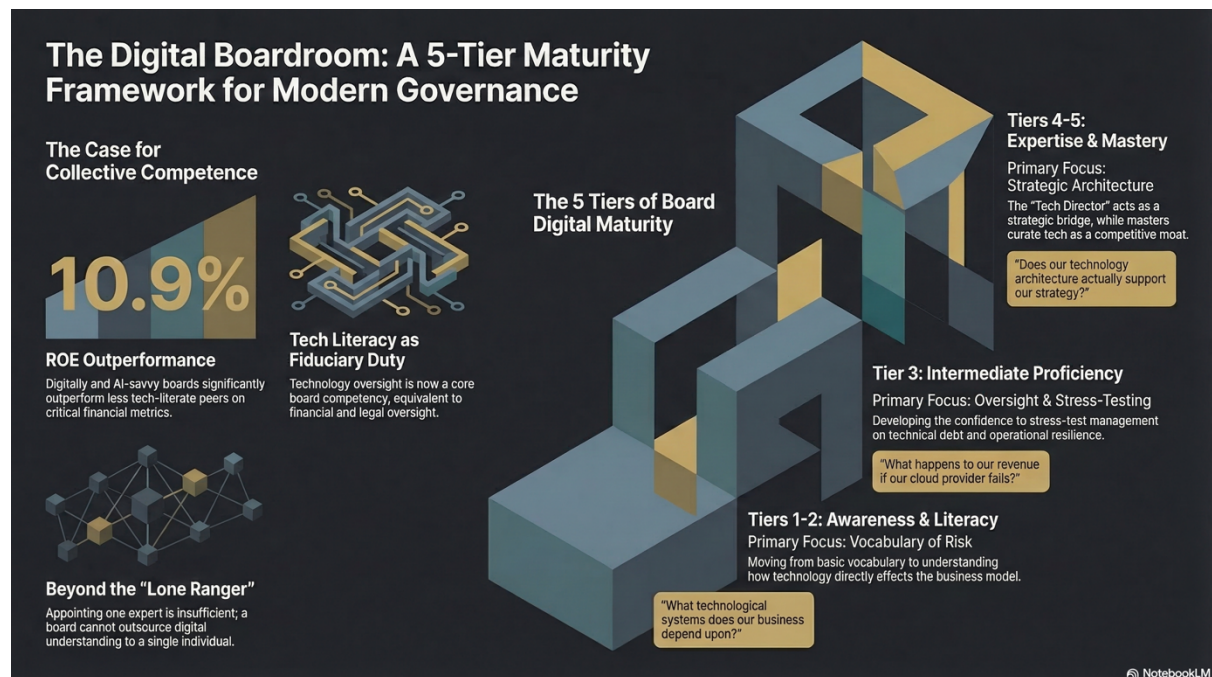 The Digital Boardroom: A 5-Tier Maturity
Framework for Modern Governance
The Case for
Collective Competence
10.9%
ROE Outperformance
Digitally and AI-savvy boards significantly
outperform less tech-literate peers on
critical financial metrics.
Tech Literacy as
Fiduciary Duty
Technology oversight is now a core
board competency, equivalent to
financial and legal oversight.
Beyond the “Lone Ranger”
Appointing one expert is insufficient; a
board cannot outsource digital
understanding to a single individual.
The 5 Tiers of Board
Digital Maturity
Tiers 4-5:
Expertise & Mastery
Primary Focus:
Strategic Architecture
The “Tech Director” acts as a
strategic bridge, while masters
curate tech as a competitive moat.
“Does our technology
architecture actually support
our strategy?”
Tier 3: Intermediate Proficiency
Primary Focus: Oversight & Stress-Testing
Developing the confidence to stress-test management
on technical debt and operational resilience.
“What happens to our revenue
if our cloud provider fails?”
Tiers 1-2: Awareness & Literacy
Primary Focus: Vocabulary of Risk
Moving from basic vocabulary to understanding
how technology directly effects the business model.
“What technological
systems does our business
depend upon?”
NotebookLM